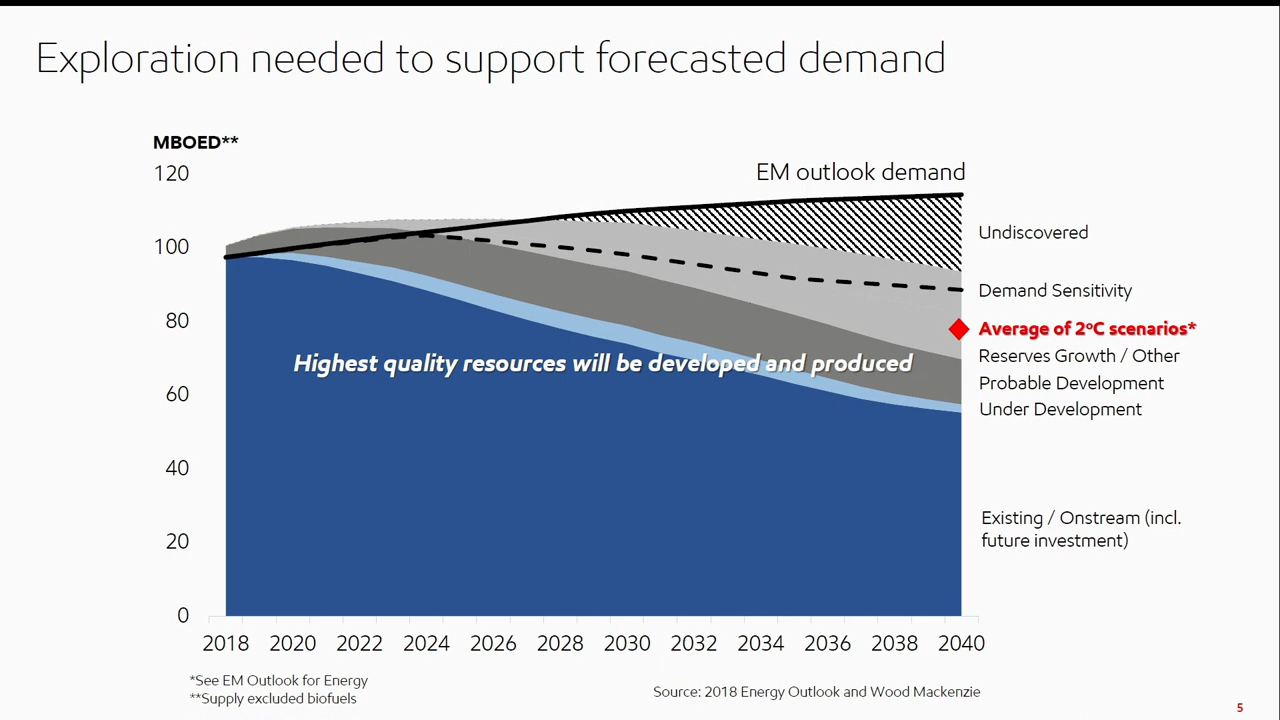 Exploration needed to support forecasted demand
MBOED**
120
100
80
60
40
20
0
EM outlook demand
Undiscovered
Demand Sensitivity
Average of 2ºC scenarios*
Reserves Growth / Other
Probable Development
Under Development
Highest quality resources will be developed and produced
Existing / Onstream (incl.
future investment)
2018 2020 2022 2024 2026 2028 2030 2032 2034 2036 2038 2040
*See EM Outlook for Energy
**Supply excluded biofuels
Source: 2018 Energy Outlook and Wood Mackenzie
5